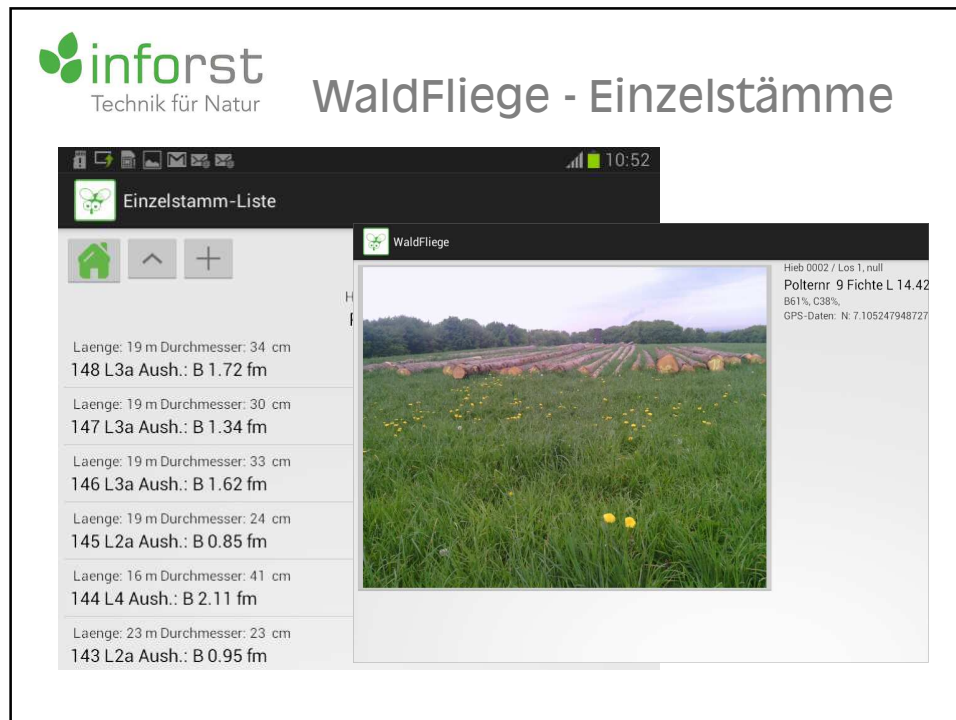 inforst
Technik für Natur
WaldFliege - Einzelstämme
10:52
Einzelstamm-Liste
H
Laenge: 19 m Durchmesser: 34 cm
148 L3a Aush.: B 1.72 fm
Laenge: 19 m Durchmesser: 30 cm
147 L3a Aush.: B 1.34 fm
Laenge: 19 m Durchmesser: 33 cm
146 L3a Aush.: B 1.62 fm
Laenge: 19 m Durchmesser: 24 cm
145 L2a Aush.: B 0.85 fm
Laenge: 16 m Durchmesser: 41 cm
144 L4 Aush.: B 2.11 fm
Laenge: 23 m Durchmesser: 23 cm
143 L2a Aush.: B 0.95 fm
WaldFliege
Hieb 0002 / Los 1, null
Polternr 9 Fichte L 14.42
B61%, C38%,
GPS-Daten: N: 7.105247948727